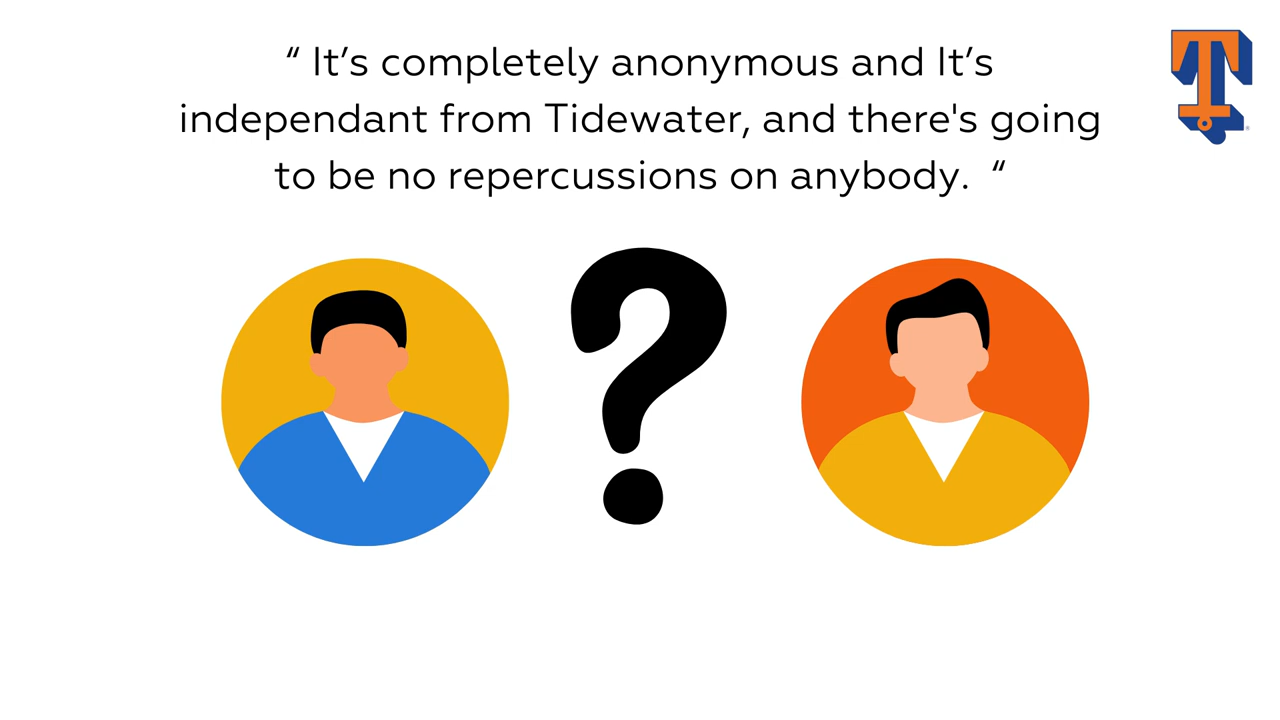 “ It’s completely anonymous and It’s
independant from Tidewater, and there's going
to be no repercussions on anybody. “
?
T